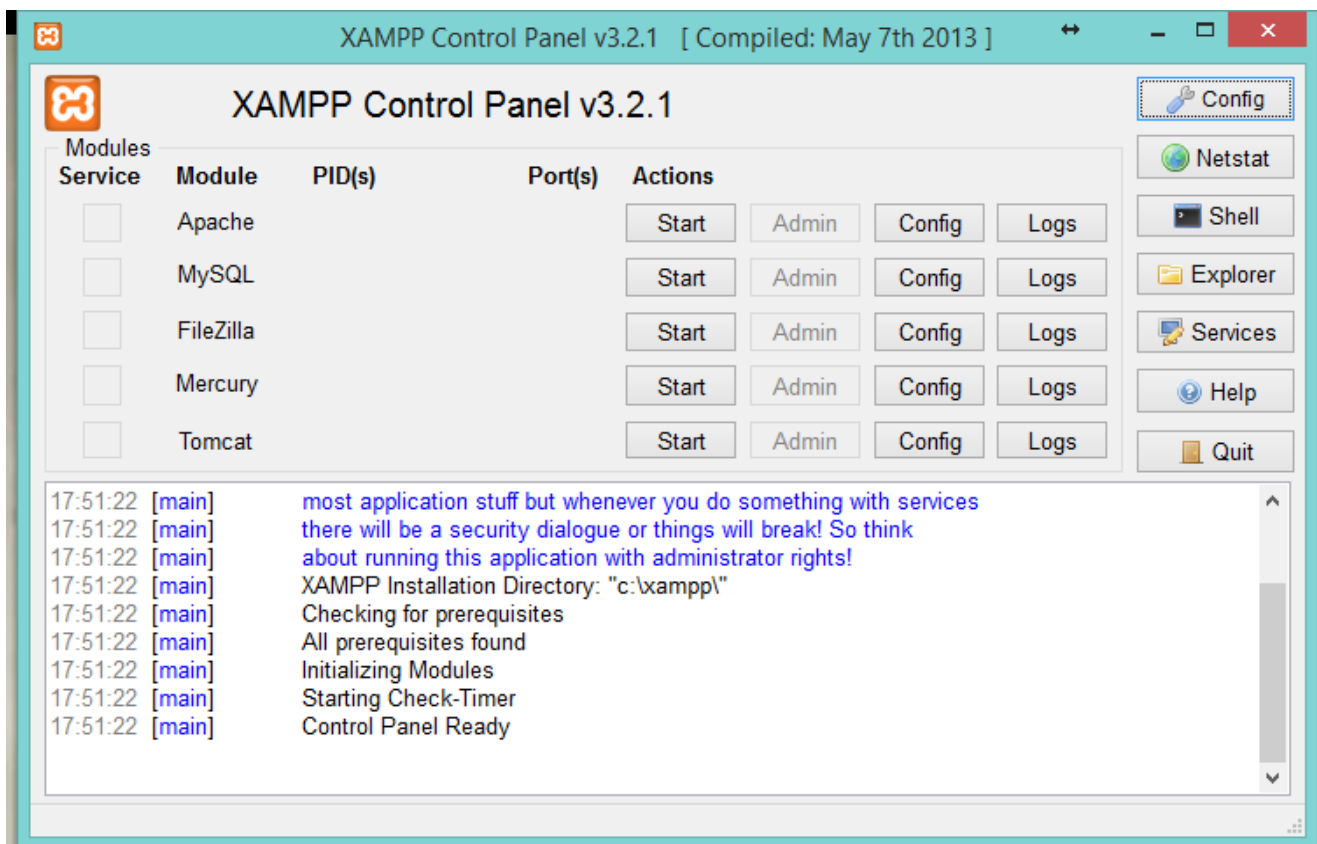 XAMPP Control Panel v3.2.1 [ Compiled: May 7th 2013 ]
XAMPP Control Panel v3.2.1
Config
Modules
Netstat
Service Module PID(s) Port(s) Actions
Apache Start Admin Config Logs
Shell
MySQL Start Admin Config Logs
Explorer
FileZilla Start Admin Config Logs
Services
Mercury Start Admin Config Logs
Help
Tomcat Start Admin Config Logs
Quit
17:51:22 [main] most application stuff but whenever you do something with services
17:51:22 [main] there will be a security dialogue or things will break! So think
17:51:22 [main] about running this application with administrator rights!
17:51:22 [main] XAMPP Installation Directory: "c:\xampp\"
17:51:22 [main] Checking for prerequisites
17:51:22 [main] All prerequisites found
17:51:22 [main] Initializing Modules
17:51:22 [main] Starting Check-Timer
17:51:22 [main] Control Panel Ready